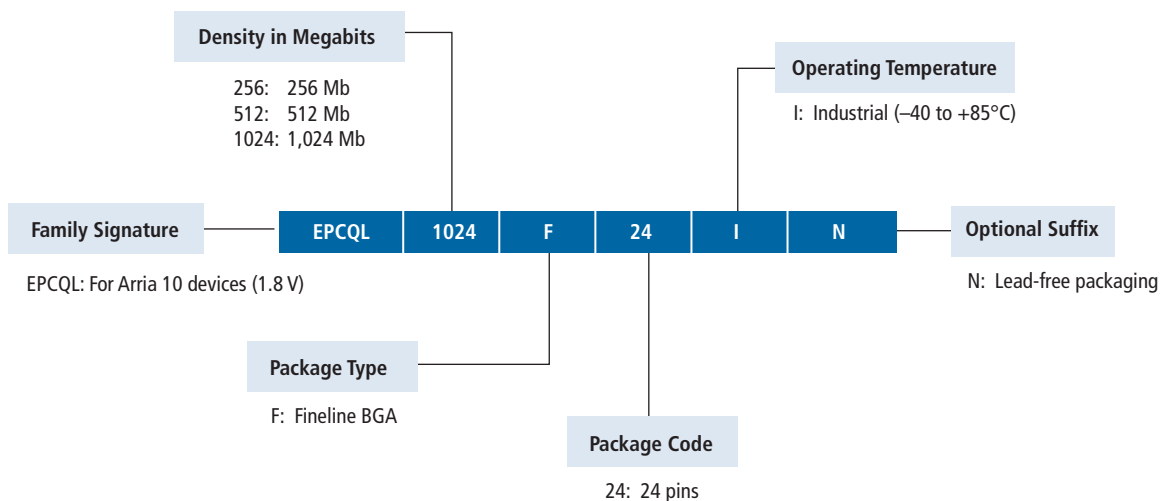 Density in Megabits
256: 256 Mb
512: 512 Mb
1024: 1,024 Mb
Operating Temperature
I: Industrial (–40 to +85°C)
Family Signature
EPCQL 1024 F 24 I N
Optional Suffix
EPCQL: For Arria 10 devices (1.8 V)
N: Lead-free packaging
Package Type
F: Fineline BGA
Package Code
24: 24 pins